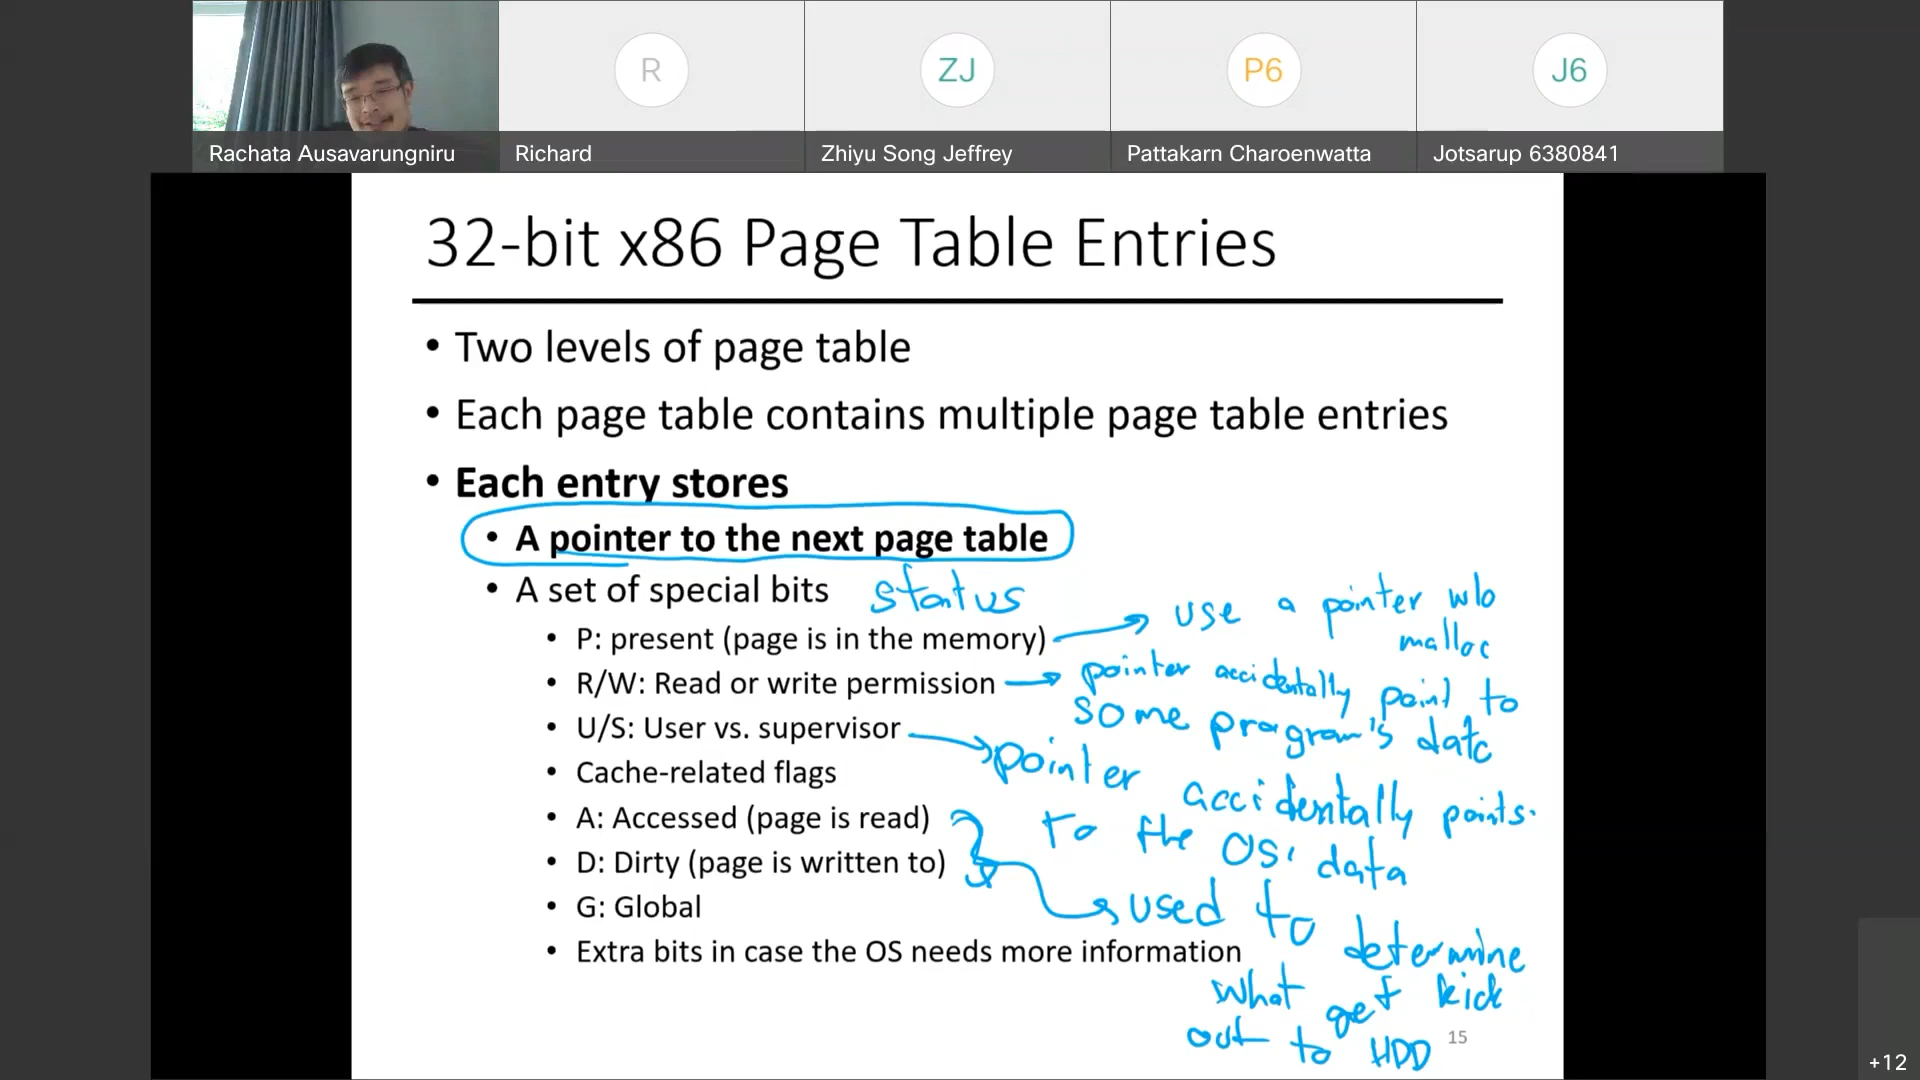 R
ZJ
P6
J6
Rachata Ausavarungniru
Richard
Zhiyu Song Jeffrey
Pattakarn Charoenwatta
Jotsarup 6380841
32-bit x86 Page Table Entries
• Two levels of page table
• Each page table contains multiple page table entries
• Each entry stores
• A pointer to the next page table
• A set of special bits status
• P: present (page is in the memory) → use a pointer w/o
malloc
• R/W: Read or write permission → pointer accidentally point to
some program's data
• U/S: User vs. supervisor → pointer accidentally points
to the OS' data
• Cache-related flags
• A: Accessed (page is read)
• D: Dirty (page is written to)
→ used to determine
what get kick
out to HDD
• G: Global
• Extra bits in case the OS needs more information
15
+12